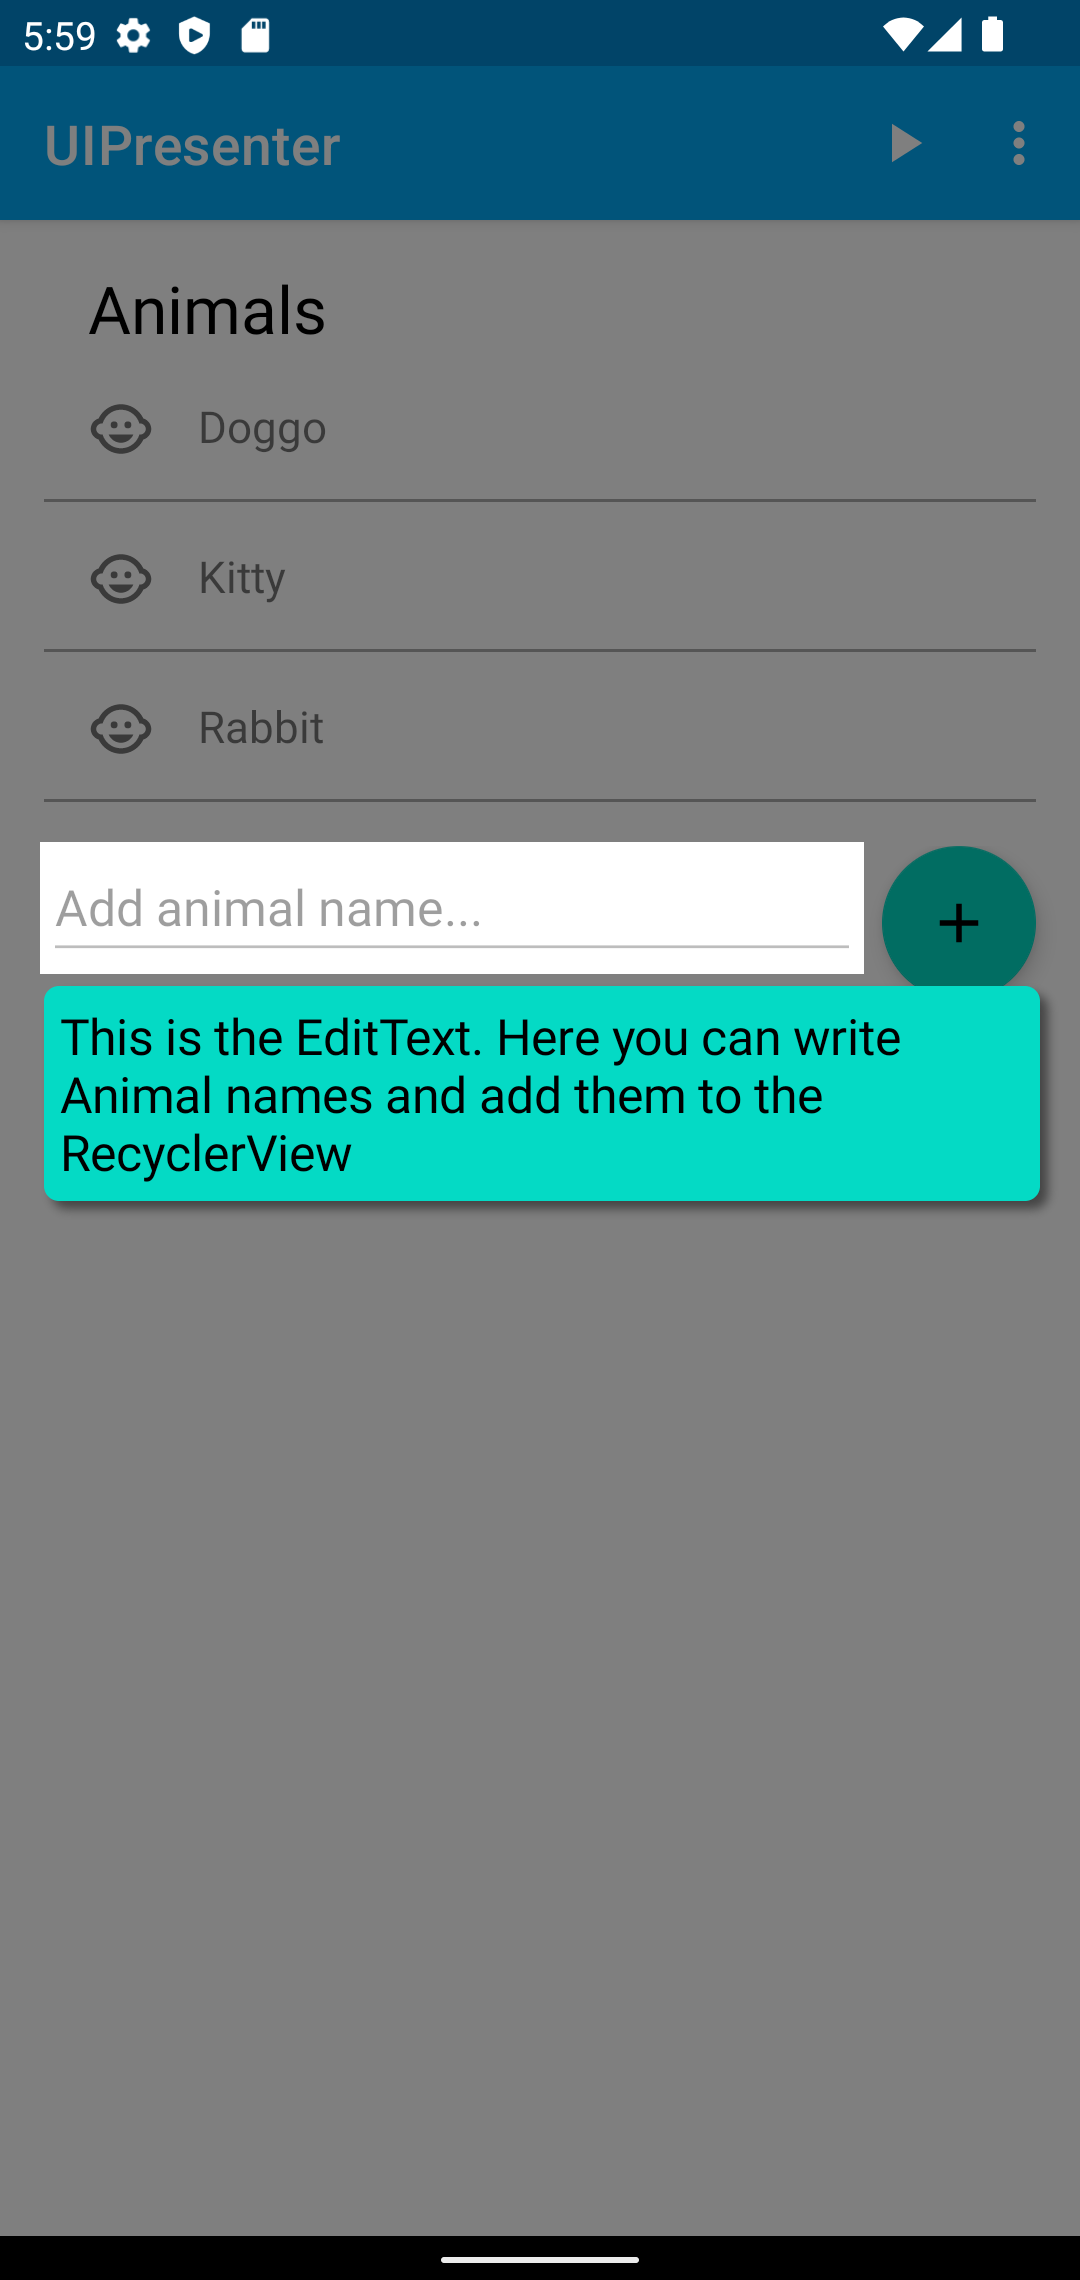 5:59
UIPresenter
Animals
Doggo
Kitty
Rabbit
Add animal name...
This is the EditText. Here you can write
Animal names and add them to the
RecyclerView